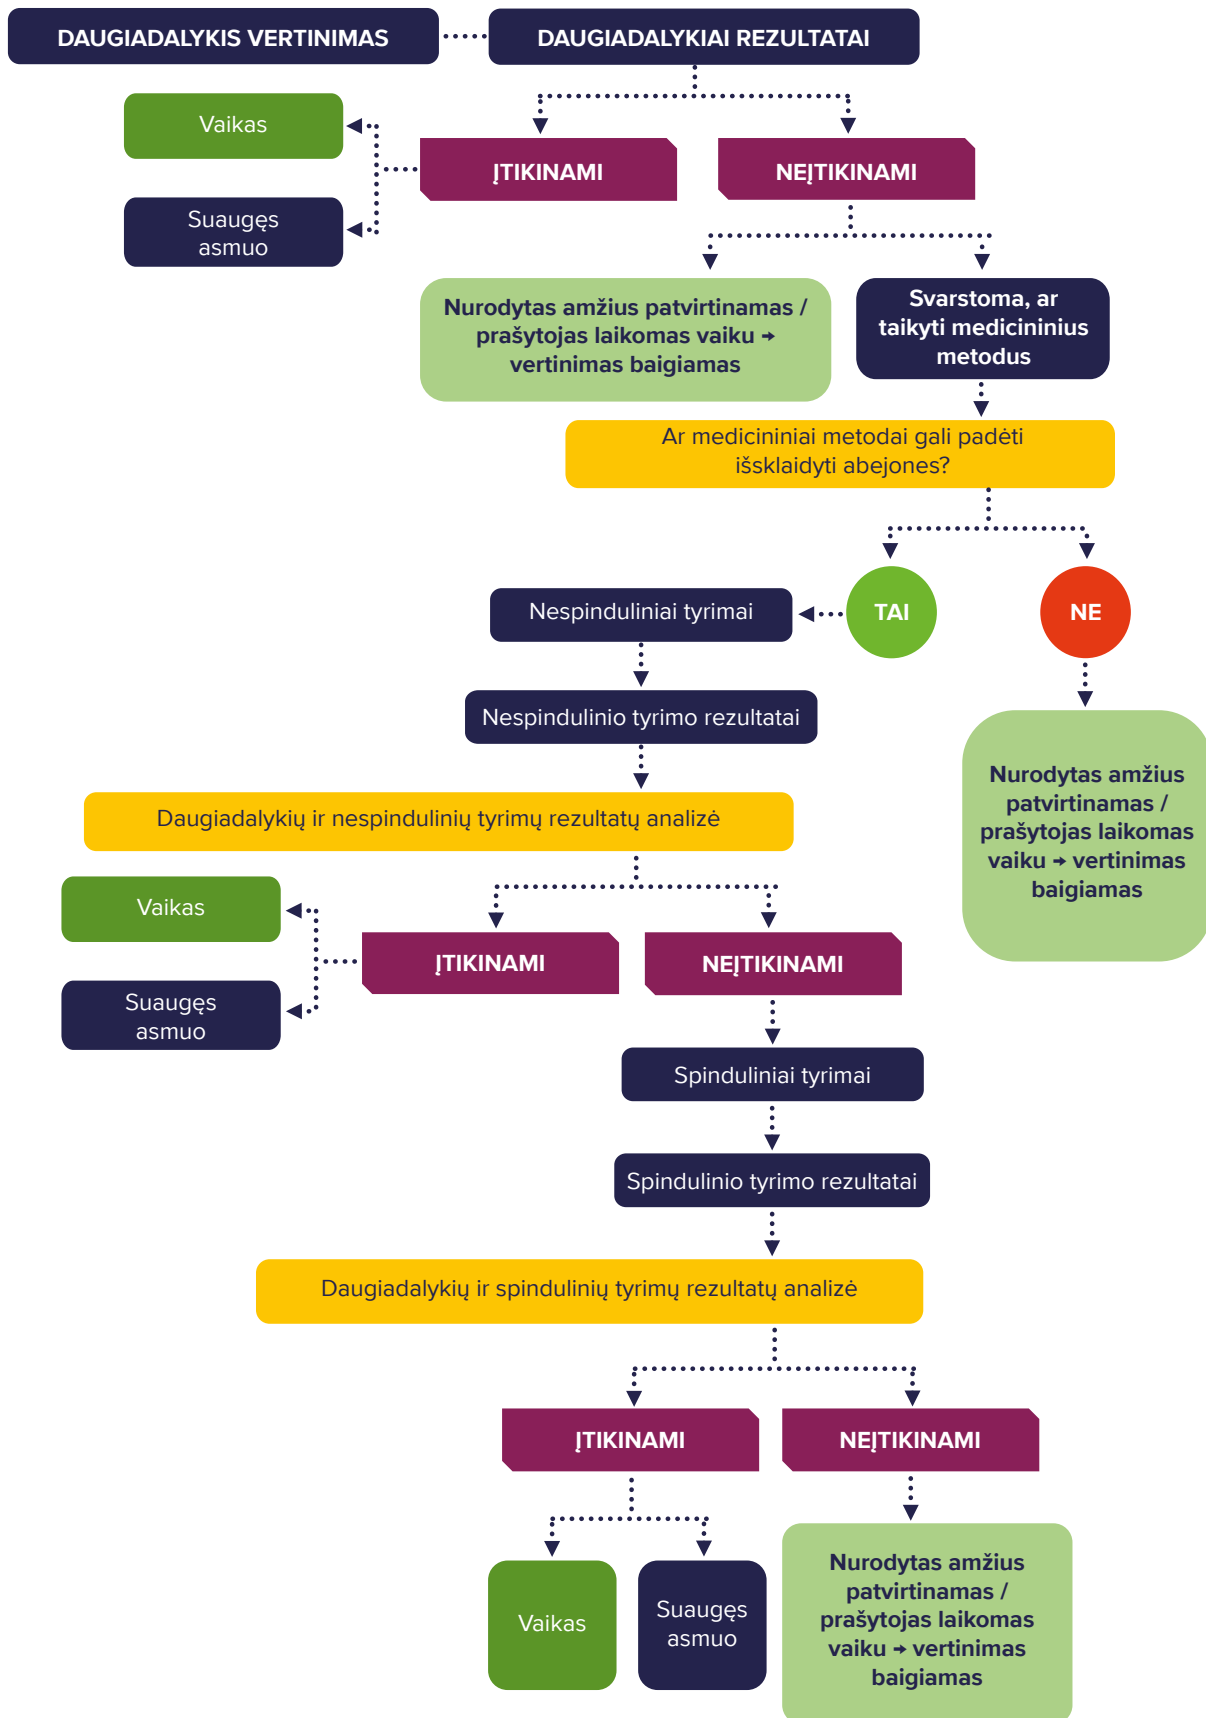 DAUGIADALYKIS VERTINIMAS
DAUGIADALYKIAI REZULTATAI
Vaikas
Suaugęs
asmuo
ĮTIKINAMI
NEĮTIKINAMI
Nurodytas amžius patvirtinamas /
prašytojas laikomas vaiku →
vertinimas baigiamas
Svarstoma, ar
taikyti medicininius
metodus
Ar medicininiai metodai gali padėti
išsklaidyti abejones?
TAI
NE
Nespinduliniai tyrimai
Nespindulinio tyrimo rezultatai
Nurodytas amžius
patvirtinamas /
prašytojas laikomas
vaiku → vertinimas
baigiamas
Daugiadalykių ir nespindulinių tyrimų rezultatų analizė
Vaikas
Suaugęs
asmuo
ĮTIKINAMI
NEĮTIKINAMI
Spinduliniai tyrimai
Spindulinio tyrimo rezultatai
Daugiadalykių ir spindulinių tyrimų rezultatų analizė
ĮTIKINAMI
NEĮTIKINAMI
Vaikas
Suaugęs
asmuo
Nurodytas amžius
patvirtinamas /
prašytojas laikomas
vaiku → vertinimas
baigiamas